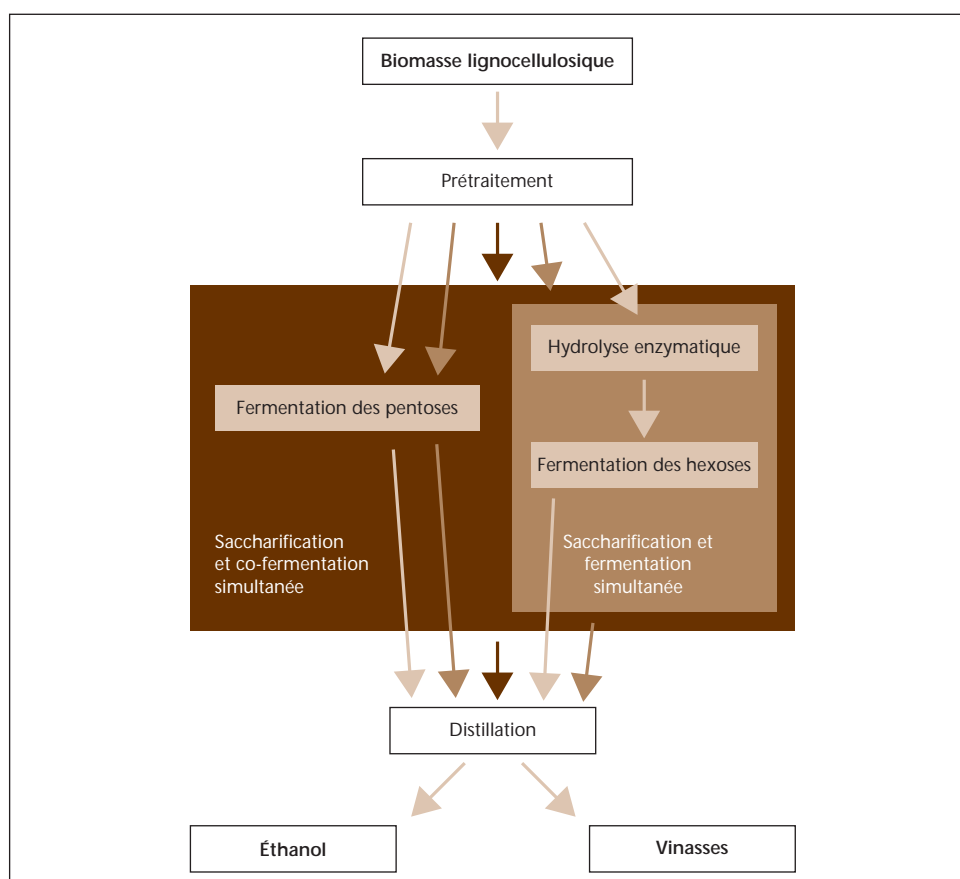 Biomasse lignocellulosique
Prétraitement
Hydrolyse enzymatique
Fermentation des pentoses
Fermentation des hexoses
Saccharification
et co-fermentation
simultanée
Saccharification et
fermentation
simultanée
Distillation
Éthanol
Vinasses